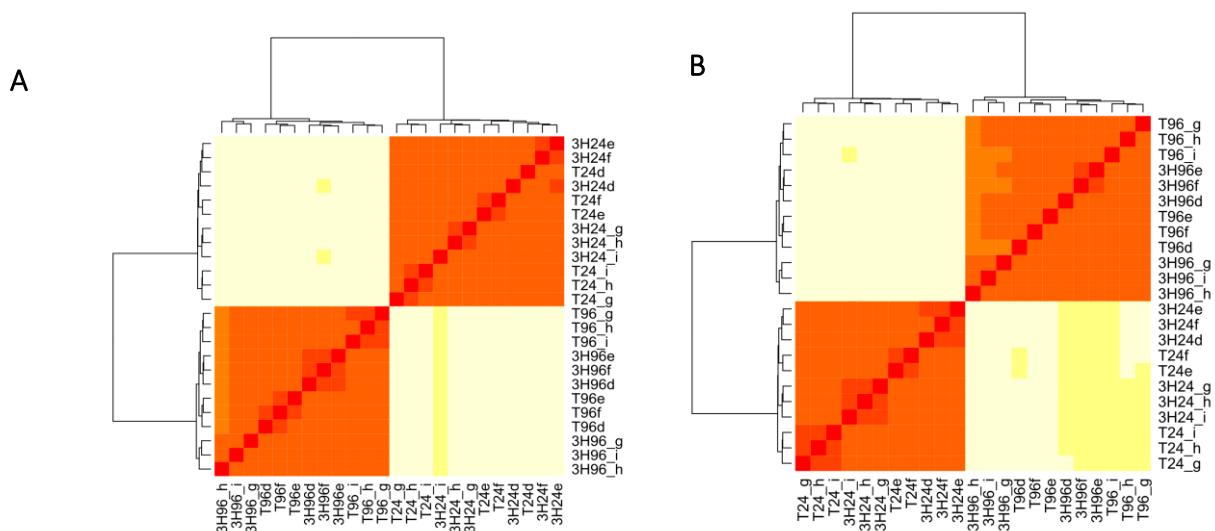 A
3H24e
3H24f
T24d
3H24d
T24f
T24e
3H24_g
3H24_h
3H24_i
T24_i
T24_h
T24_g
T96_g
T96_h
T96_i
3H96e
3H96f
3H96d
T96e
T96f
T96d
3H96_g
3H96_i
3H96_h
3H96_h
3H96_i
3H96_g
T96d
T96f
T96e
3H96d
3H96f
3H96e
T96_i
T96_h
T96_g
T24_g
T24_h
T24_i
3H24_i
3H24_h
3H24_g
T24e
T24f
3H24d
T24d
3H24f
3H24e
B
T96_g
T96_h
T96_i
3H96e
3H96f
3H96d
T96e
T96f
T96d
3H96_g
3H96_i
3H96_h
3H24e
3H24f
3H24d
T24f
T24e
3H24_g
3H24_h
3H24_i
T24_i
T24_h
T24_g
T24_g
T24_h
T24_i
3H24_i
3H24_h
3H24_g
T24e
T24f
3H24d
3H24f
3H24e
3H96_h
3H96_i
3H96_g
T96d
T96f
T96e
3H96d
3H96f
3H96e
T96_i
T96_h
T96_g